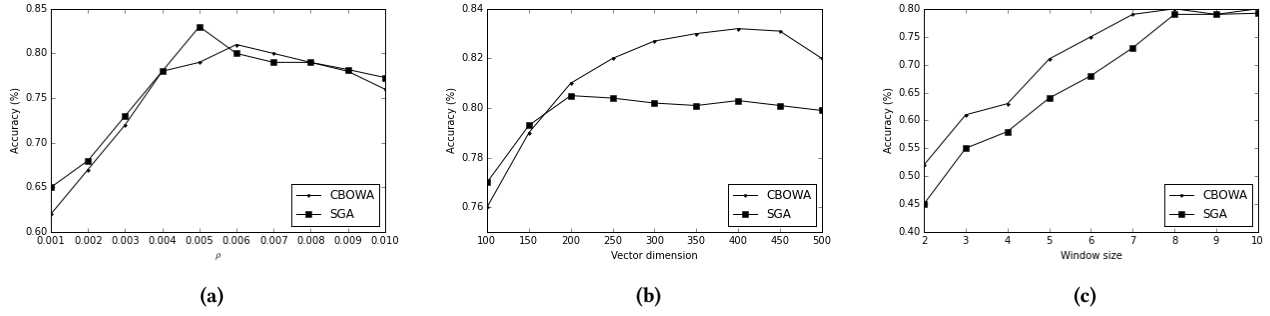 0.85
0.80
0.75
0.70
0.65
0.60
Accuracy (%)
0.001 0.002 0.003 0.004 0.005 0.006 0.007 0.008 0.009 0.010
ρ
CBOWA
SGA
(a)
0.84
0.82
0.80
0.78
0.76
Accuracy (%)
100 150 200 250 300 350 400 450 500
Vector dimension
CBOWA
SGA
(b)
0.80
0.75
0.70
0.65
0.60
0.55
0.50
0.45
0.40
Accuracy (%)
2 3 4 5 6 7 8 9 10
Window size
CBOWA
SGA
(c)